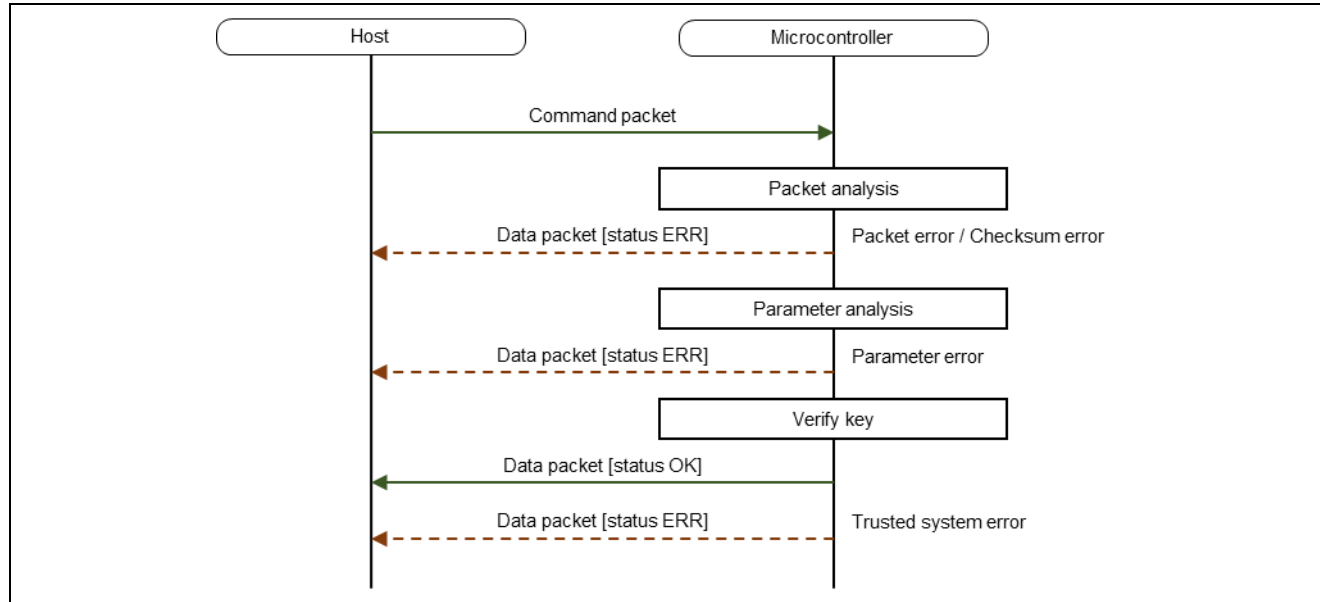 Host
Microcontroller
Command packet
Packet analysis
Data packet [status ERR]
Packet error / Checksum error
Parameter analysis
Data packet [status ERR]
Parameter error
Verify key
Data packet [status OK]
Data packet [status ERR]
Trusted system error